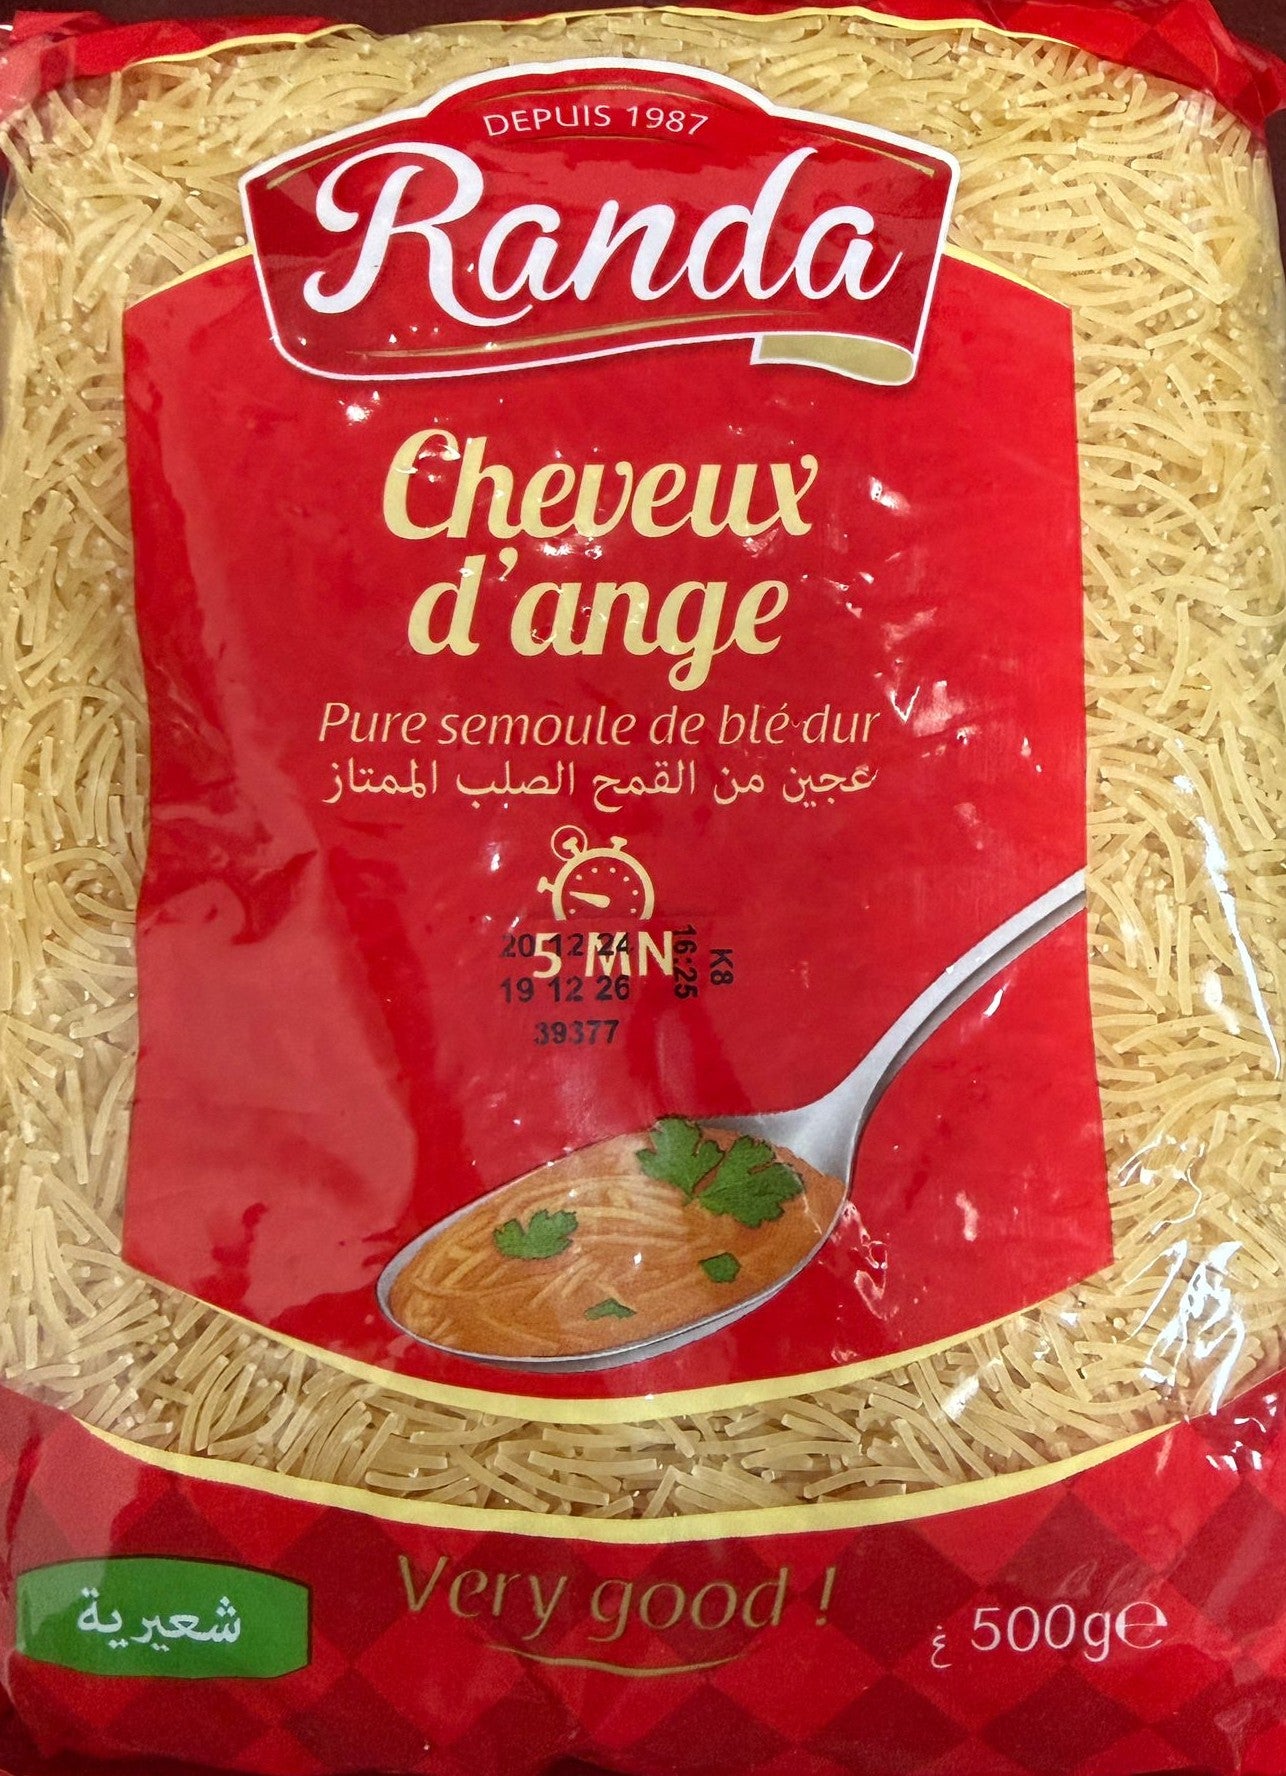 DEPUIS 1987
Randa
Cheveux
d'ange
Pure semoule de blé dur
عجين من القمح الصلب الممتاز
5 MN
20 12 24
19 12 26
39377
16:25
K8
شعيرية
Very good !
500g℮ غ